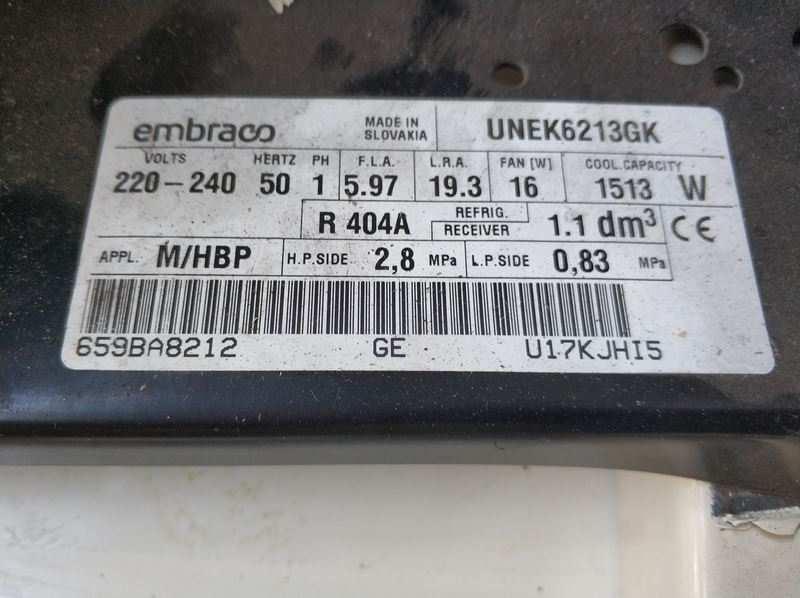 embraco MADE IN SLOVAKIA UNEK6213GK
VOLTS HERTZ PH F.L.A. L.R.A. FAN [W] COOL.CAPACITY
220-240 50 1 5.97 19.3 16 1513 W
R 404A REFRIG. RECEIVER 1.1 dm³ CE
APPL. M/HBP H.P.SIDE 2,8 MPa L.P.SIDE 0,83 MPa
659BA8212 GE U17KJHI5